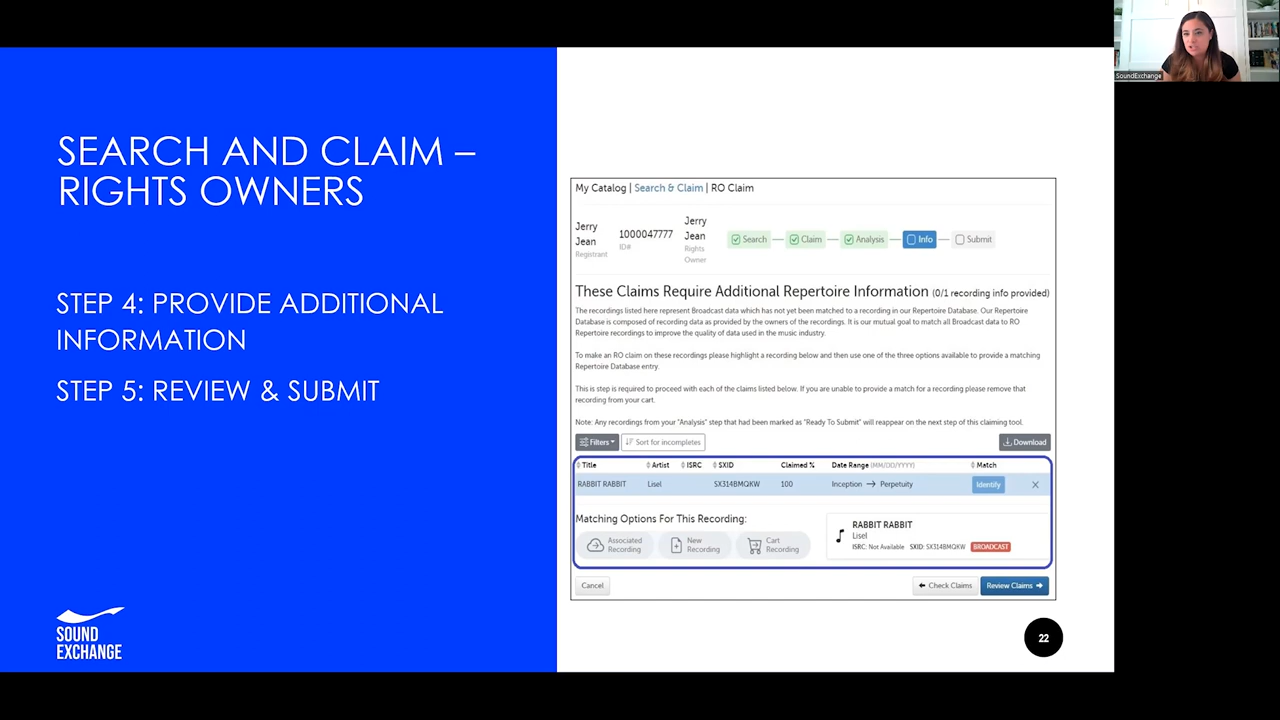 SoundExchange
SEARCH AND CLAIM –
RIGHTS OWNERS
STEP 4: PROVIDE ADDITIONAL
INFORMATION
STEP 5: REVIEW & SUBMIT
SOUND
EXCHANGE
My Catalog | Search & Claim | RO Claim
Jerry
Jean
Registrant
1000047777
ID#
Jerry
Jean
Rights
Owner
Search
Claim
Analysis
Info
Submit
These Claims Require Additional Repertoire Information (0/1 recording info provided)
The recordings listed here represent Broadcast data which has not yet been matched to a recording in our Repertoire Database. Our Repertoire
Database is composed of recording data as provided by the owners of the recordings. It is our mutual goal to match all Broadcast data to RO
Repertoire recordings to improve the quality of data used in the music industry.
To make an RO claim on these recordings please highlight a recording below and then use one of the three options available to provide a matching
Repertoire Database entry.
This is step is required to proceed with each of the claims listed below. If you are unable to provide a match for a recording please remove that
recording from your cart.
Note: Any recordings from your "Analysis" step that had been marked as "Ready To Submit" will reappear on the next step of this claiming tool.
Filters
Sort for incompletes
Download
Title Artist ISRC SXID Claimed % Date Range (MM/DD/YYYY) Match
RABBIT RABBIT Lisel SX314BMQKW 100 Inception → Perpetuity Identify ×
Matching Options For This Recording:
Associated
Recording
New
Recording
Cart
Recording
RABBIT RABBIT
Lisel
ISRC: Not Available SXID: SX314BMQKW BROADCAST
Cancel
Check Claims
Review Claims
22